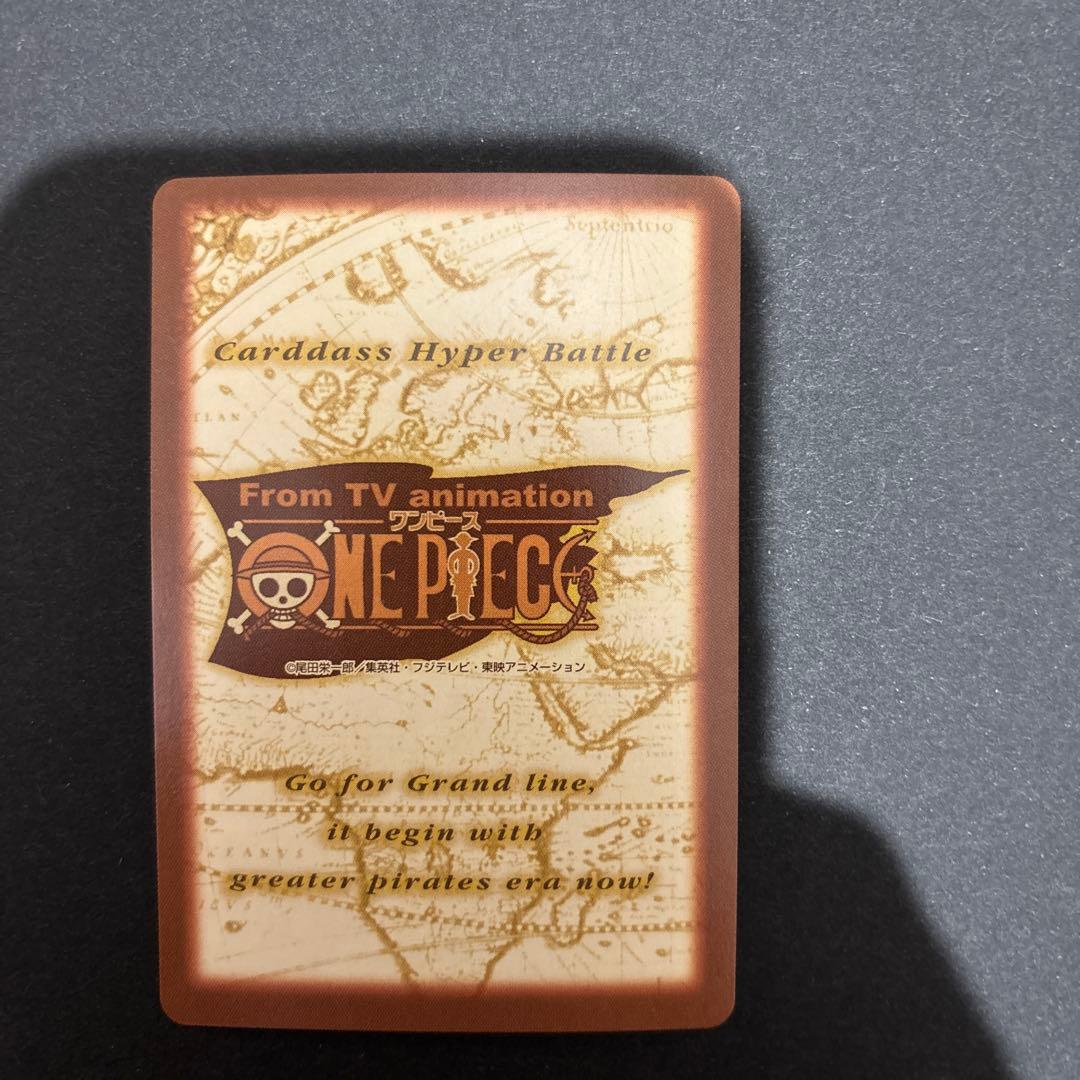 Septentrio
Carddass Hyper Battle
From TV animation
ワンピース
ONE PIECE
©尾田栄一郎/集英社・フジテレビ・東映アニメーション
Go for Grand line,
it begin with
greater pirates era now!